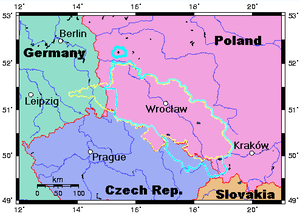 12° 14° 16° 18° 20°
53° 53°
Berlin
Poland
Germany
52° 52°
Leipzig
Wrocław
51° 51°
Kraków
Prague
50° 50°
km
0 50 100
Czech Rep.
Slovakia
49° 49°
12° 14° 16° 18° 20°